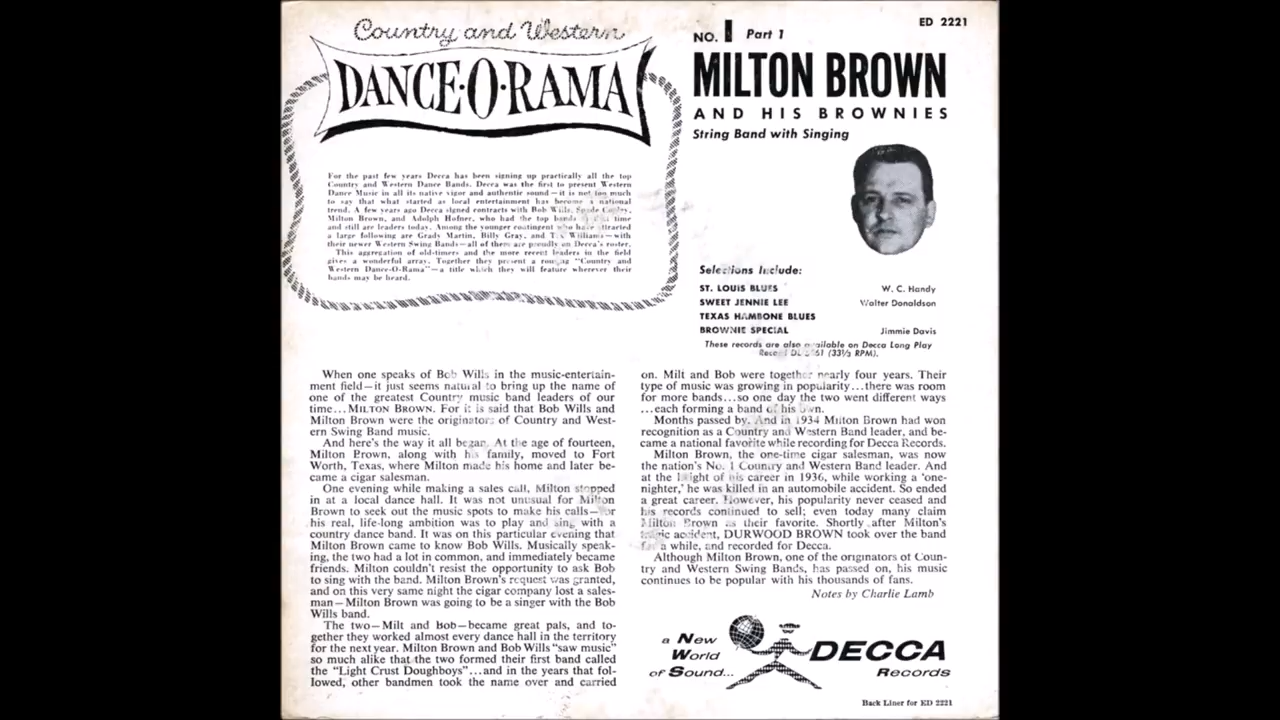 Country and Western
DANCE·O·RAMA
For the past few years Decca has been signing up practically all the top
Country and Western Dance Bands. Decca was the first to present Western
Dance Music in all its native vigor and authentic sound—it is not too much
to say that what started as local entertainment has become a national
trend. A few years ago Decca signed contracts with Bob Wills, Spade Cooley,
Milton Brown, and Adolph Hofner, who had the top bands time
and still are leaders today. Among the younger contingent who have attracted
a large following are Grady Martin, Billy Gray, and Tex Williams—with
their newer Western Swing Bands—all of them are proudly on Decca's roster.
This aggregation of old-timers and the more recent leaders in the field
gives a wonderful array. Together they present a rousing "Country and
Western Dance-O-Rama"—a title which they will feature wherever their
bands may be heard.
ED 2221
NO. 1 Part 1
MILTON BROWN
AND HIS BROWNIES
String Band with Singing
Selections Include:
ST. LOUIS BLUES W. C. Handy
SWEET JENNIE LEE Walter Donaldson
TEXAS HAMBONE BLUES
BROWNIE SPECIAL Jimmie Davis
These records are also available on Decca Long Play
Record (33⅓ RPM).
When one speaks of Bob Wills in the music-entertain-
ment field—it just seems natural to bring up the name of
one of the greatest Country music band leaders of our
time...MILTON BROWN. For it is said that Bob Wills and
Milton Brown were the originators of Country and West-
ern Swing Band music.
And here's the way it all began. At the age of fourteen,
Milton Brown, along with his family, moved to Fort
Worth, Texas, where Milton made his home and later be-
came a cigar salesman.
One evening while making a sales call, Milton stopped
in at a local dance hall. It was not unusual for Milton
Brown to seek out the music spots to make his calls—for
his real, life-long ambition was to play and sing with a
country dance band. It was on this particular evening that
Milton Brown came to know Bob Wills. Musically speak-
ing, the two had a lot in common, and immediately became
friends. Milton couldn't resist the opportunity to ask Bob
to sing with the band. Milton Brown's request was granted,
and on this very same night the cigar company lost a sales-
man—Milton Brown was going to be a singer with the Bob
Wills band.
The two—Milt and Bob—became great pals, and to-
gether they worked almost every dance hall in the territory
for the next year. Milton Brown and Bob Wills "saw music"
so much alike that the two formed their first band called
the "Light Crust Doughboys"...and in the years that fol-
lowed, other bandmen took the name over and carried
on. Milt and Bob were together nearly four years. Their
type of music was growing in popularity...there was room
for more bands...so one day the two went different ways
...each forming a band of his own.
Months passed by. And in 1934 Milton Brown had won
recognition as a Country and Western Band leader, and be-
came a national favorite while recording for Decca Records.
Milton Brown, the one-time cigar salesman, was now
the nation's No. 1 Country and Western Band leader. And
at the height of his career in 1936, while working a 'one-
nighter,' he was killed in an automobile accident. So ended
a great career. However, his popularity never ceased and
his records continued to sell; even today many claim
Milton Brown as their favorite. Shortly after Milton's
tragic accident, DURWOOD BROWN took over the band
for a while, and recorded for Decca.
Although Milton Brown, one of the originators of Coun-
try and Western Swing Bands, has passed on, his music
continues to be popular with his thousands of fans.
Notes by Charlie Lamb
a New
World
of Sound...
DECCA
Records
Back Liner for ED 2221